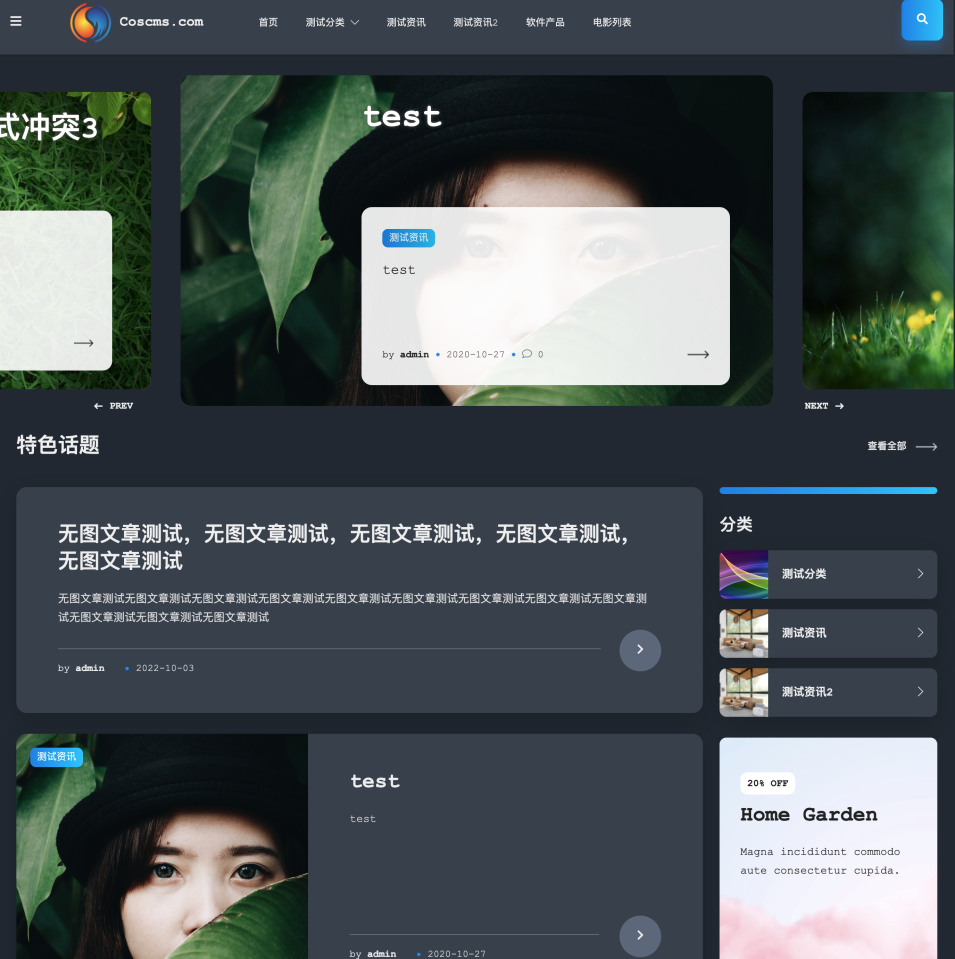 Coscms.com
首页
测试分类
测试资讯
测试资讯2
软件产品
电影列表
式冲突3
test
测试资讯
test
by admin • 2020-10-27 • 0
← PREV
NEXT →
特色话题
查看全部
无图文章测试，无图文章测试，无图文章测试，无图文章测试，
无图文章测试
无图文章测试无图文章测试无图文章测试无图文章测试无图文章测试无图文章测试无图文章测试无图文章测试无图文章测
试无图文章测试无图文章测试无图文章测试
by admin • 2022-10-03
测试资讯
test
test
by admin • 2020-10-27
分类
测试分类
测试资讯
测试资讯2
20% OFF
Home Garden
Magna incididunt commodo
aute consectetur cupida.